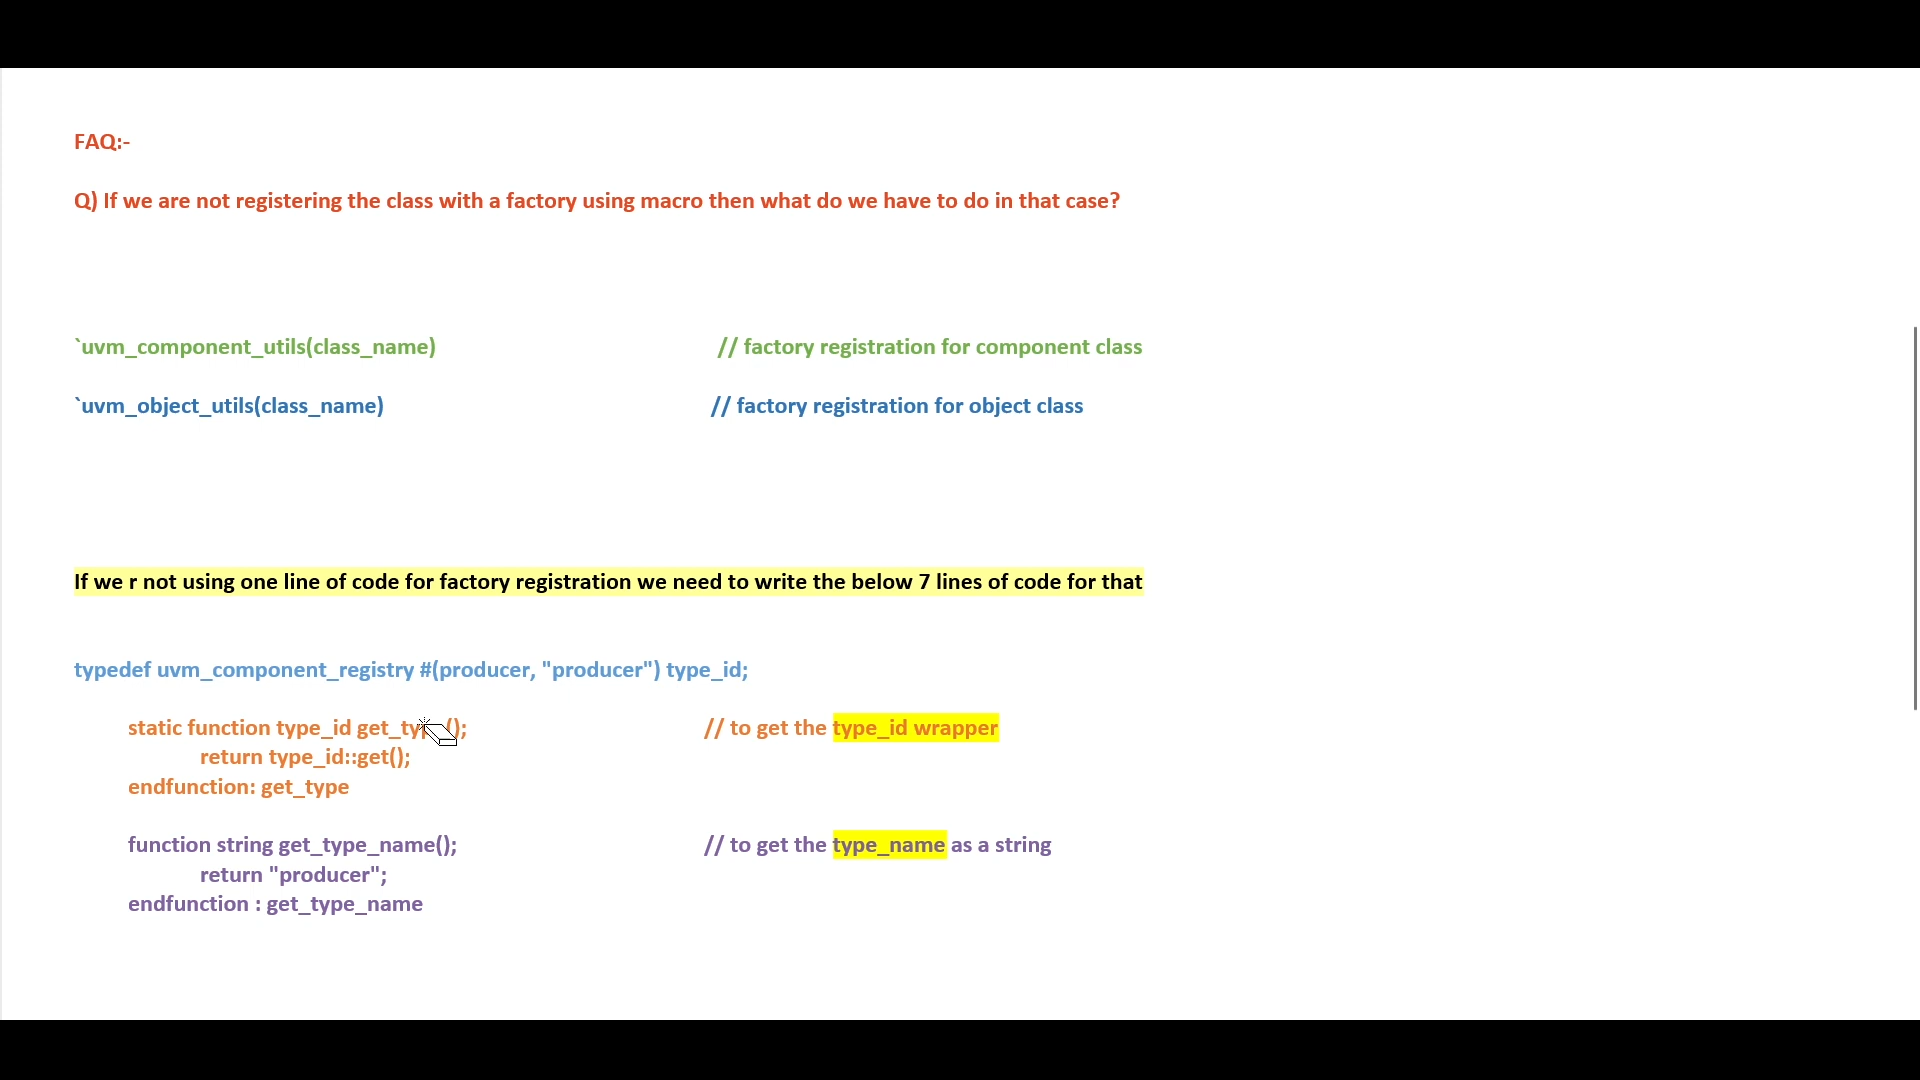 FAQ:-
Q) If we are not registering the class with a factory using macro then what do we have to do in that case?
`uvm_component_utils(class_name) // factory registration for component class
`uvm_object_utils(class_name) // factory registration for object class
If we r not using one line of code for factory registration we need to write the below 7 lines of code for that
typedef uvm_component_registry #(producer, "producer") type_id;
static function type_id get_type(); // to get the type_id wrapper
return type_id::get();
endfunction: get_type
function string get_type_name(); // to get the type_name as a string
return "producer";
endfunction : get_type_name